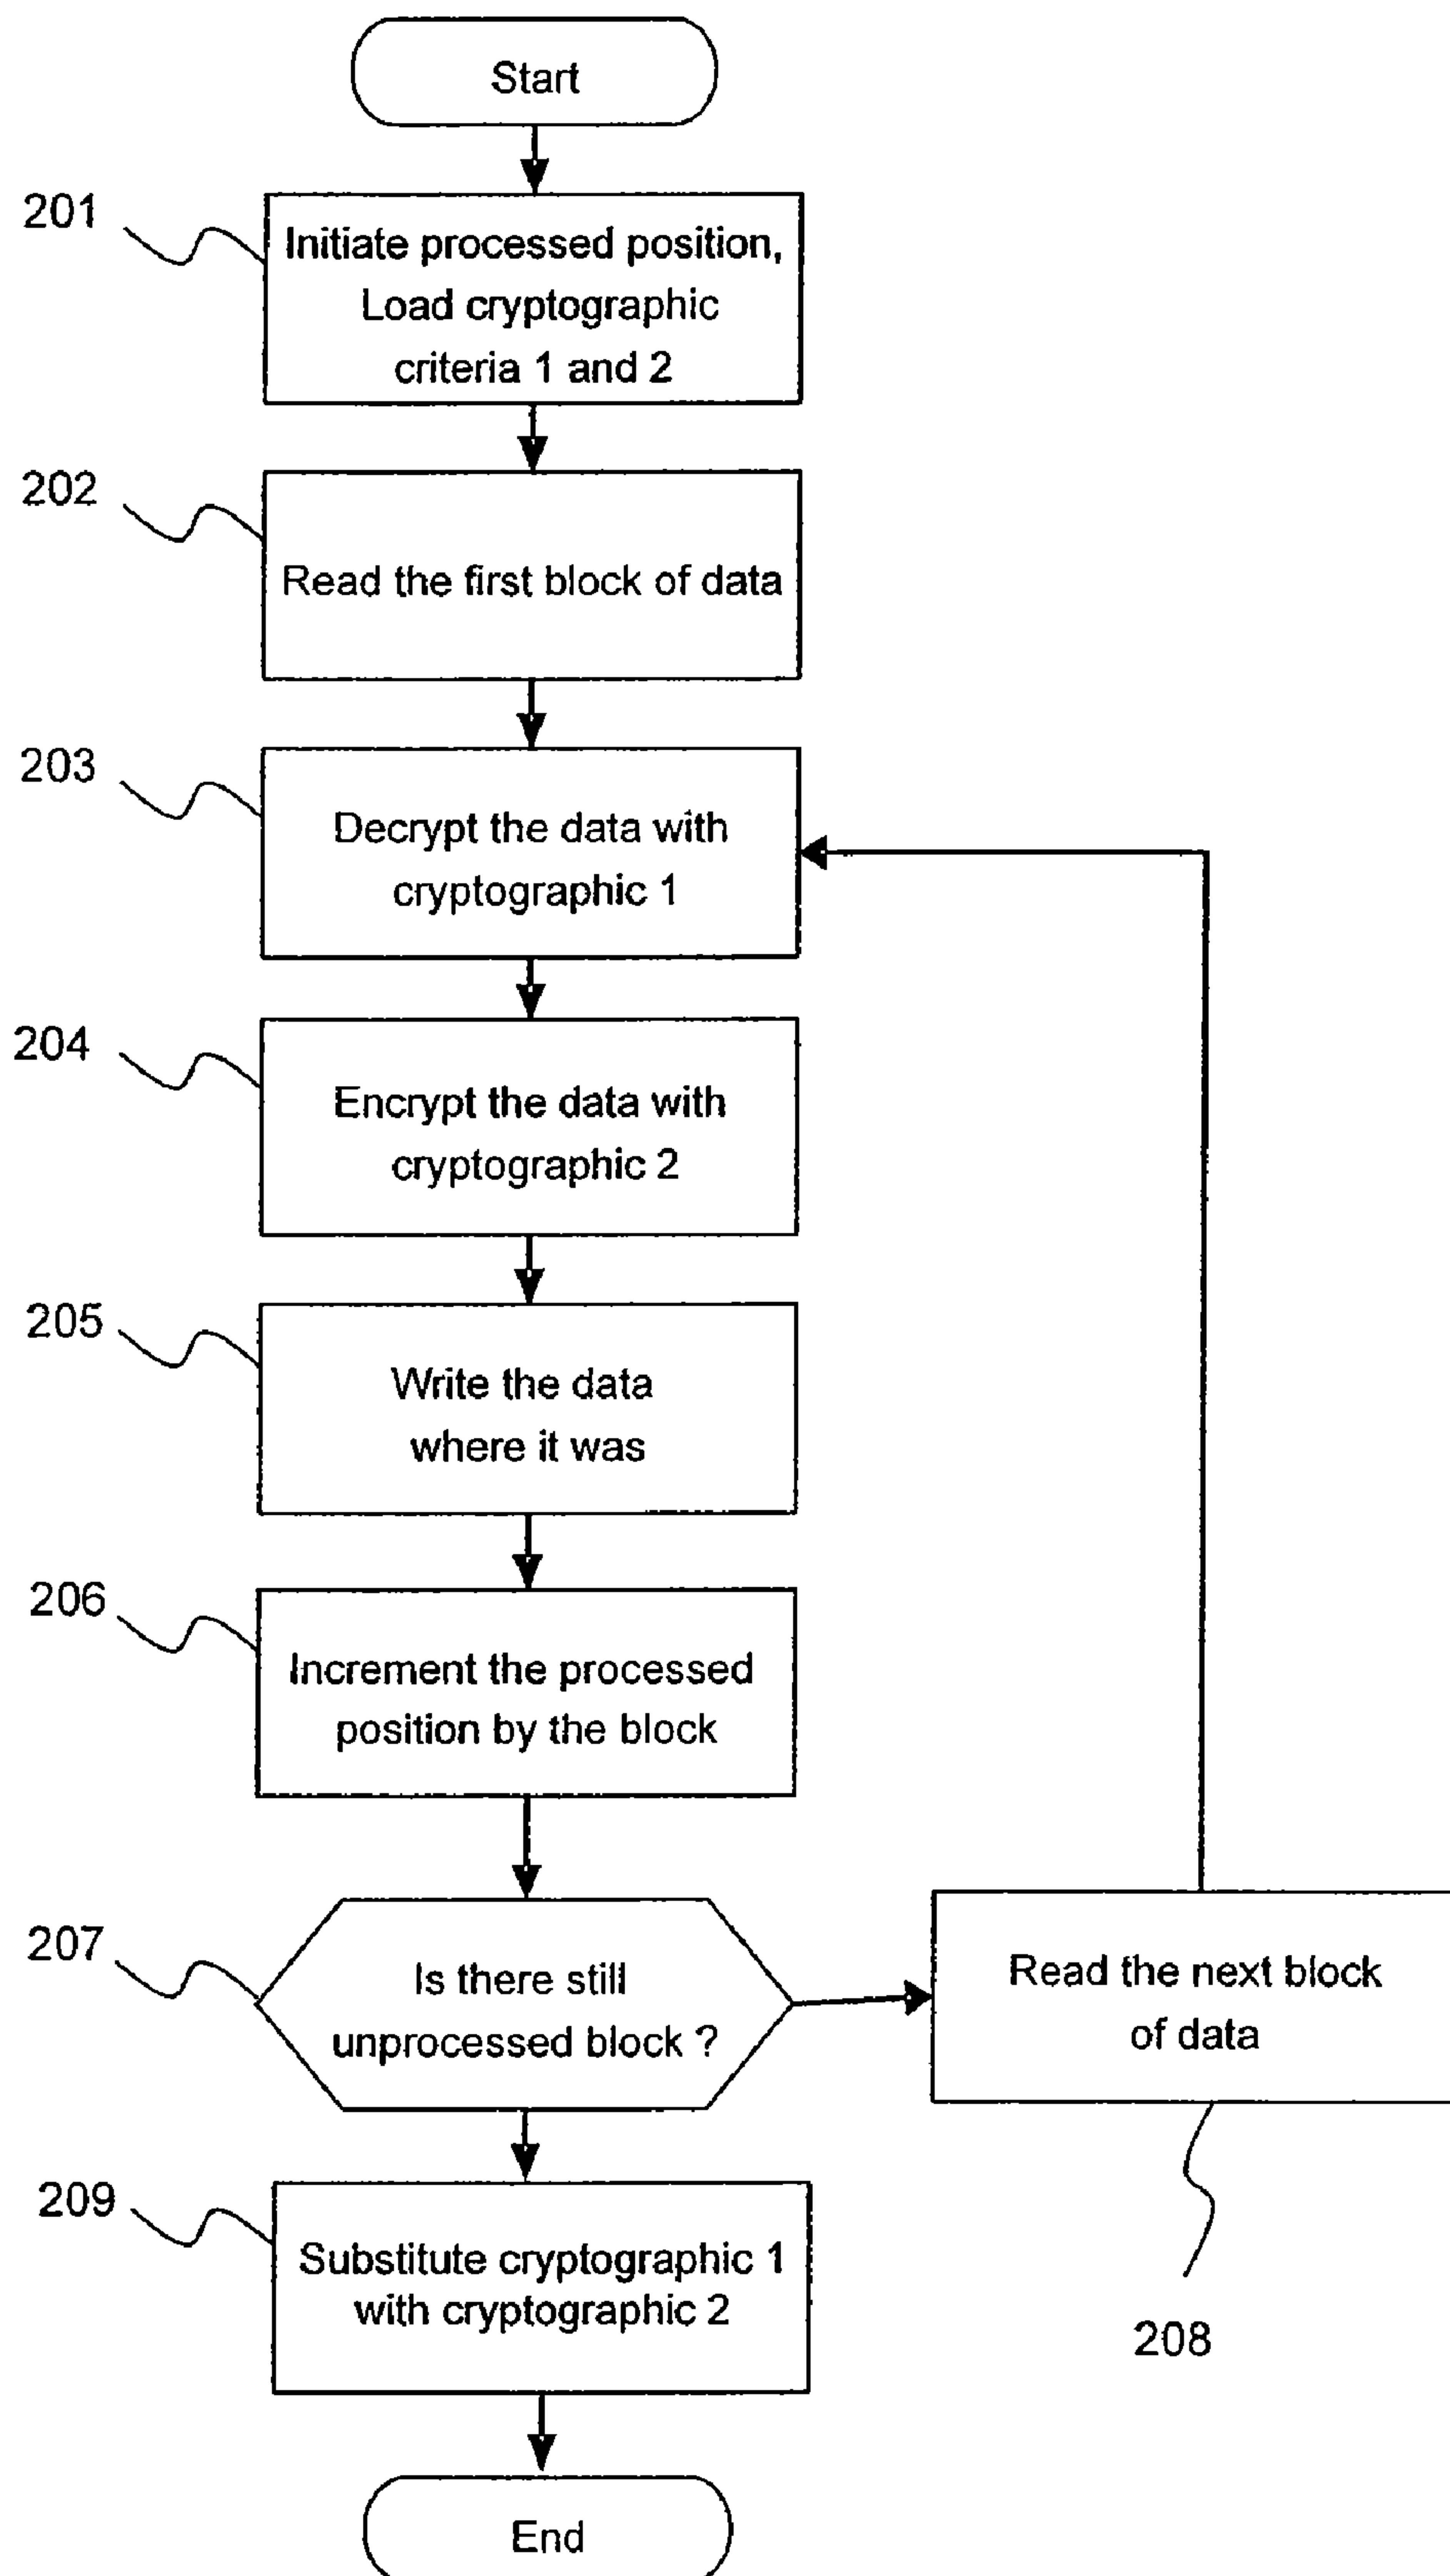 Start
201
Initiate processed position,
Load cryptographic
criteria 1 and 2
202
Read the first block of data
203
Decrypt the data with
cryptographic 1
204
Encrypt the data with
cryptographic 2
205
Write the data
where it was
206
Increment the processed
position by the block
207
Is there still
unprocessed block ?
Read the next block
of data
208
209
Substitute cryptographic 1
with cryptographic 2
End